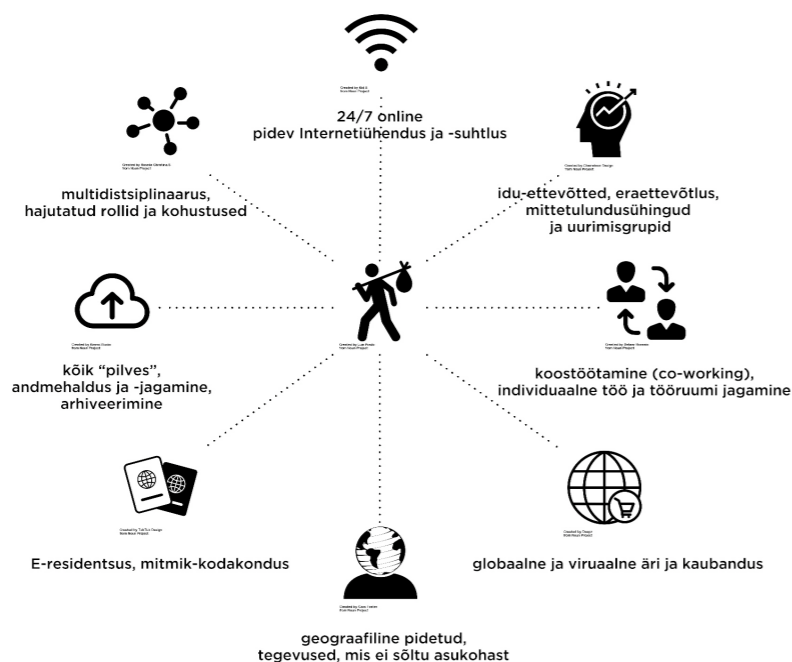 24/7 online
pidev Internetiühendus ja -suhtlus
multidistsiplinaarus,
hajutatud rollid ja kohustused
idu-ettevõtted, eraettevõtlus,
mittetulundusühingud
ja uurimisgrupid
kõik “pilves”,
andmehaldus ja -jagamine,
arhiveerimine
koostöötamine (co-working),
individuaalne töö ja tööruumi jagamine
E-residentsus, mitmik-kodakondus
globaalne ja viruaalne äri ja kaubandus
geograafiline pidetud,
tegevused, mis ei sõltu asukohast